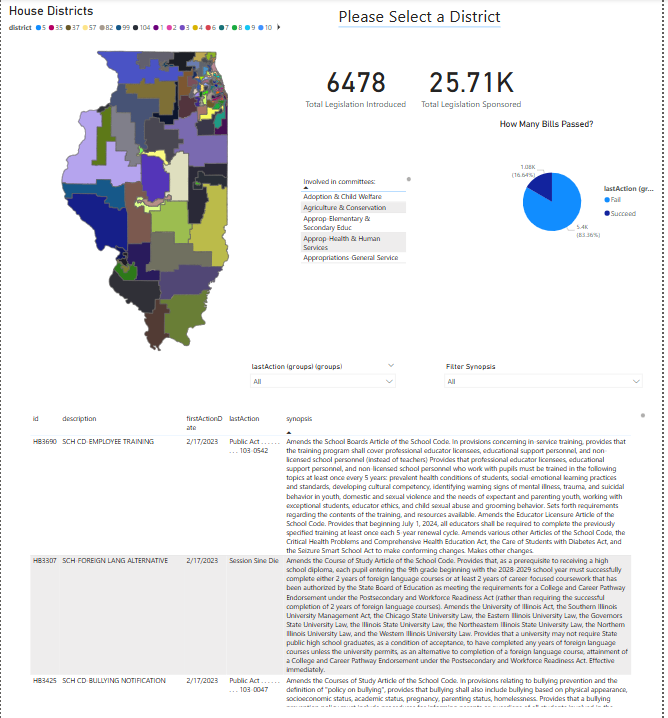 House Districts
Please Select a District
district 5 35 37 57 82 99 104 1 2 3 4 6 7 8 9 10
6478
Total Legislation Introduced
25.71K
Total Legislation Sponsored
How Many Bills Passed?
1.08K
(16.64%)
5.4K
(83.36%)
lastAction (gr...
Fail
Succeed
Involved in committees:
Adoption & Child Welfare
Agriculture & Conservation
Approp-Elementary &
Secondary Educ
Approp-Health & Human
Services
Appropriations-General Service
lastAction (groups) (groups)
All
Filter Synopsis
All
id description firstActionD
ate lastAction synopsis
HB3690 SCH CD-EMPLOYEE TRAINING 2/17/2023 Public Act . . . . . .
. . . 103-0542
Amends the School Boards Article of the School Code. In provisions concerning in-service training, provides that
the training program shall cover professional educator licensees, educational support personnel, and non-
licensed school personnel (instead of teachers) Provides that professional educator licensees, educational
support personnel, and non-licensed school personnel who work with pupils must be trained in the following
topics at least once every 5 years: prevalent health conditions of students, social-emotional learning practices
and standards, developing cultural competency, identifying warning signs of mental illness, trauma, and suicidal
behavior in youth, domestic and sexual violence and the needs of expectant and parenting youth, working with
exceptional students, educator ethics, and child sexual abuse and grooming behavior. Sets forth requirements
regarding the contents of the training, and resources available. Amends the Educator Licensure Article of the
School Code. Provides that beginning July 1, 2024, all educators shall be required to complete the previously
specified training at least once each 5-year renewal cycle. Amends various other Articles of the School Code, the
Critical Health Problems and Comprehensive Health Education Act, the Care of Students with Diabetes Act, and
the Seizure Smart School Act to make conforming changes. Makes other changes.
HB3307 SCH FOREIGN LANG ALTERNATIVE 2/17/2023 Session Sine Die
Amends the Course of Study Article of the School Code. Provides that, as a prerequisite to receiving a high
school diploma, each pupil entering the 9th grade beginning with the 2028-2029 school year must successfully
complete either 2 years of foreign language courses or at least 2 years of career-focused coursework that has
been authorized by the State Board of Education as meeting the requirements for a College and Career Pathway
Endorsement under the Postsecondary and Workforce Readiness Act (rather than requiring the successful
completion of 2 years of foreign language courses). Amends the University of Illinois Act, the Southern Illinois
University Management Act, the Chicago State University Law, the Eastern Illinois University Law, the Governors
State University Law, the Illinois State University Law, the Northeastern Illinois State University Law, the Northern
Illinois University Law, and the Western Illinois University Law. Provides that a university may not require State
public high school graduates, as a condition of acceptance, to have completed any years of foreign language
courses unless the university permits, as an alternative to completion of a foreign language course, attainment of
a College and Career Pathway Endorsement under the Postsecondary and Workforce Readiness Act. Effective
immediately.
HB3425 SCH CD-BULLYING NOTIFICATION 2/17/2023 Public Act . . . . . .
. . . 103-0047
Amends the Courses of Study Article of the School Code. In provisions relating to bullying prevention and the
definition of "policy on bullying", provides that bullying shall also include bullying based on physical appearance,
socioeconomic status, academic status, pregnancy, parenting status, homelessness. Provides that a bullying